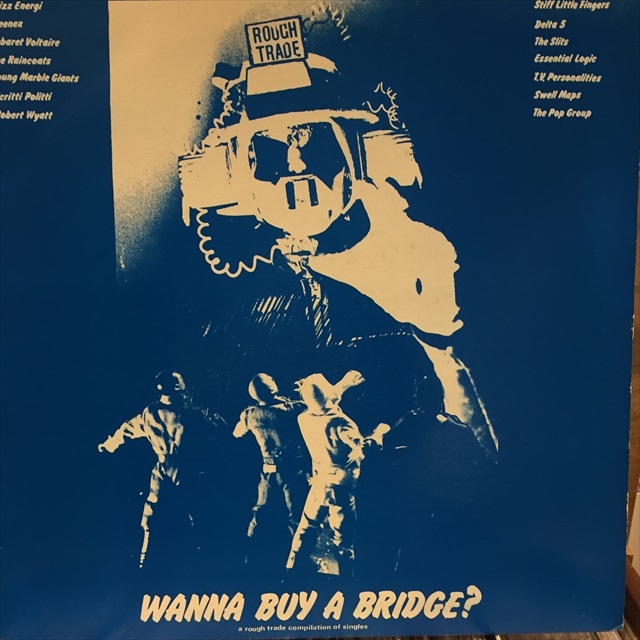 izz Energi
eenex
abaret Voltaire
e Raincoats
oung Marble Giants
critti Politti
obert Wyatt
ROUGH
TRADE
Stiff Little Fingers
Delta 5
The Slits
Essential Logic
T.V. Personalities
Swell Maps
The Pop Group
WANNA BUY A BRIDGE?
a rough trade compilation of singles